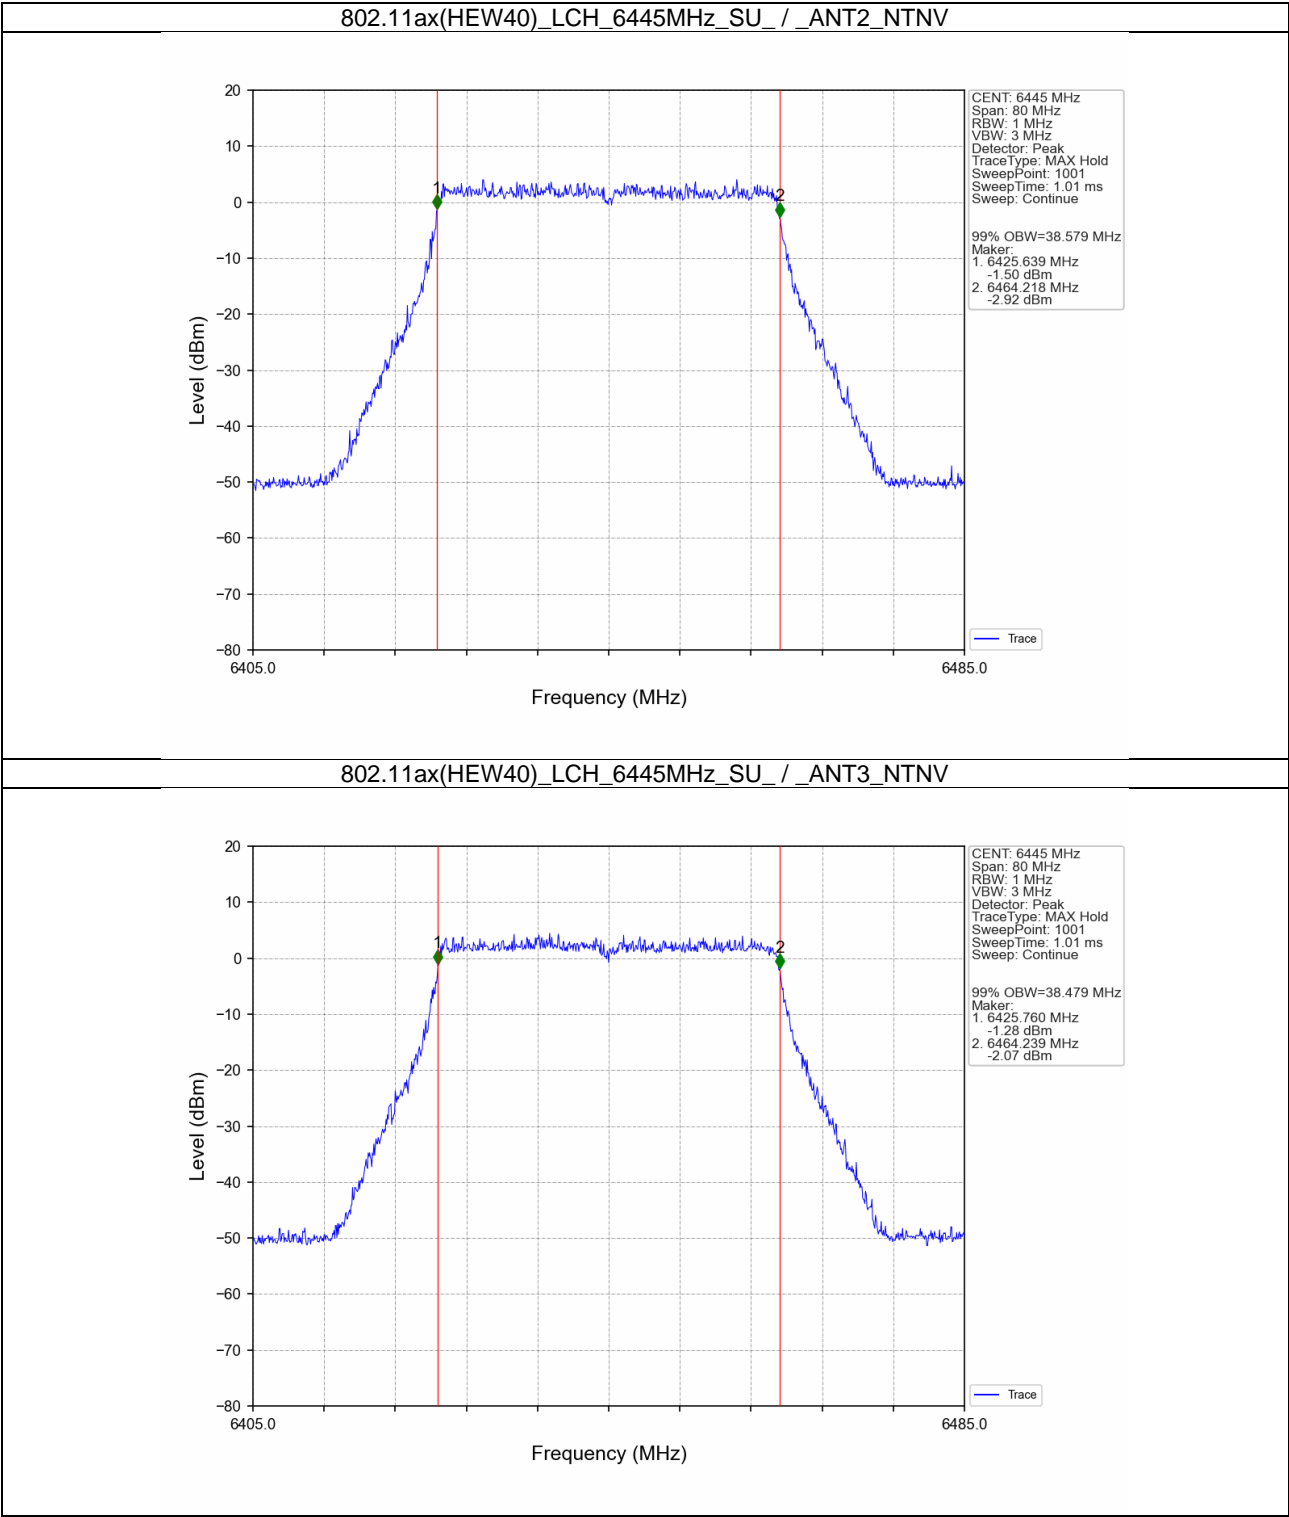 802.11ax(HEW40)_LCH_6445MHz_SU_ / _ANT2_NTNV
20
10
0
−10
−20
−30
−40
−50
−60
−70
−80
Level (dBm)
1
2
6405.0
6485.0
Frequency (MHz)
CENT: 6445 MHz
Span: 80 MHz
RBW: 1 MHz
VBW: 3 MHz
Detector: Peak
TraceType: MAX Hold
SweepPoint: 1001
SweepTime: 1.01 ms
Sweep: Continue
99% OBW=38.579 MHz
Maker:
1. 6425.639 MHz
-1.50 dBm
2. 6464.218 MHz
-2.92 dBm
Trace
802.11ax(HEW40)_LCH_6445MHz_SU_ / _ANT3_NTNV
20
10
0
−10
−20
−30
−40
−50
−60
−70
−80
Level (dBm)
1
2
6405.0
6485.0
Frequency (MHz)
CENT: 6445 MHz
Span: 80 MHz
RBW: 1 MHz
VBW: 3 MHz
Detector: Peak
TraceType: MAX Hold
SweepPoint: 1001
SweepTime: 1.01 ms
Sweep: Continue
99% OBW=38.479 MHz
Maker:
1. 6425.760 MHz
-1.28 dBm
2. 6464.239 MHz
-2.07 dBm
Trace